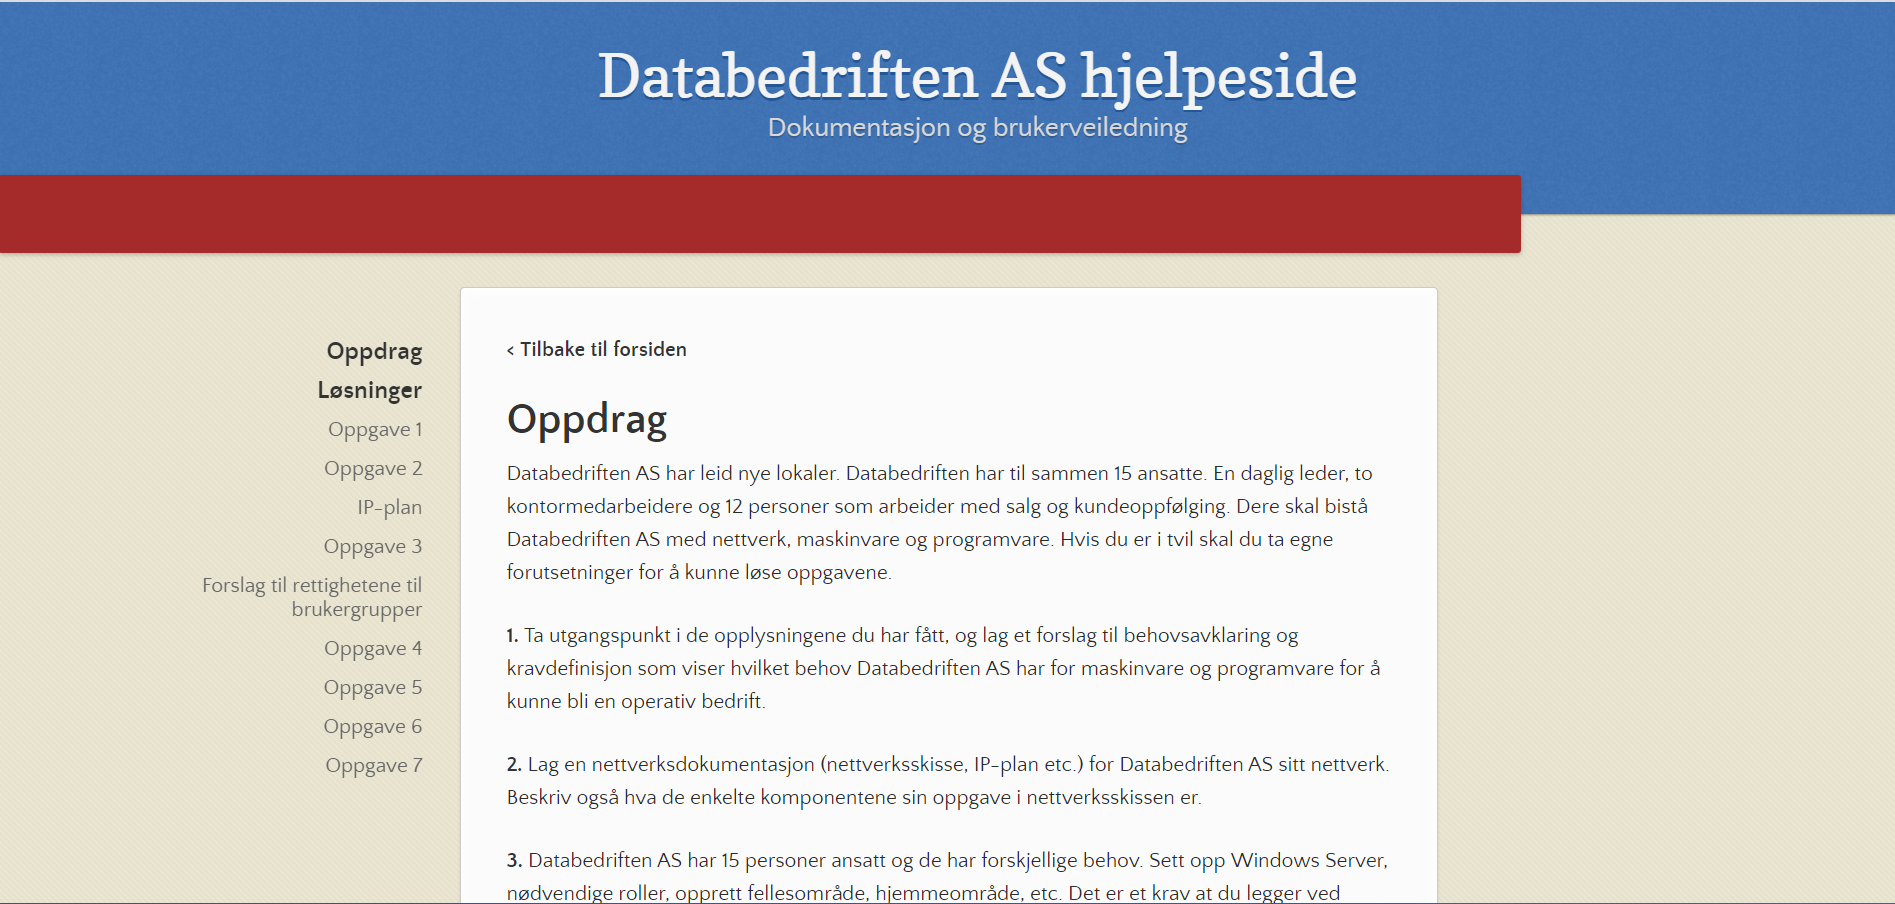 Databedriften AS hjelpeside
Dokumentasjon og brukerveiledning
Oppdrag
Løsninger
Oppgave 1
Oppgave 2
IP-plan
Oppgave 3
Forslag til rettighetene til
brukergrupper
Oppgave 4
Oppgave 5
Oppgave 6
Oppgave 7
< Tilbake til forsiden
Oppdrag
Databedriften AS har leid nye lokaler. Databedriften har til sammen 15 ansatte. En daglig leder, to
kontormedarbeidere og 12 personer som arbeider med salg og kundeoppfølging. Dere skal bistå
Databedriften AS med nettverk, maskinvare og programvare. Hvis du er i tvil skal du ta egne
forutsetninger for å kunne løse oppgavene.
1. Ta utgangspunkt i de opplysningene du har fått, og lag et forslag til behovsavklaring og
kravdefinisjon som viser hvilket behov Databedriften AS har for maskinvare og programvare for å
kunne bli en operativ bedrift.
2. Lag en nettverksdokumentasjon (nettverksskisse, IP-plan etc.) for Databedriften AS sitt nettverk.
Beskriv også hva de enkelte komponentene sin oppgave i nettverksskissen er.
3. Databedriften AS har 15 personer ansatt og de har forskjellige behov. Sett opp Windows Server,
nødvendige roller, opprett fellesområde, hjemmeområde, etc. Det er et krav at du legger ved